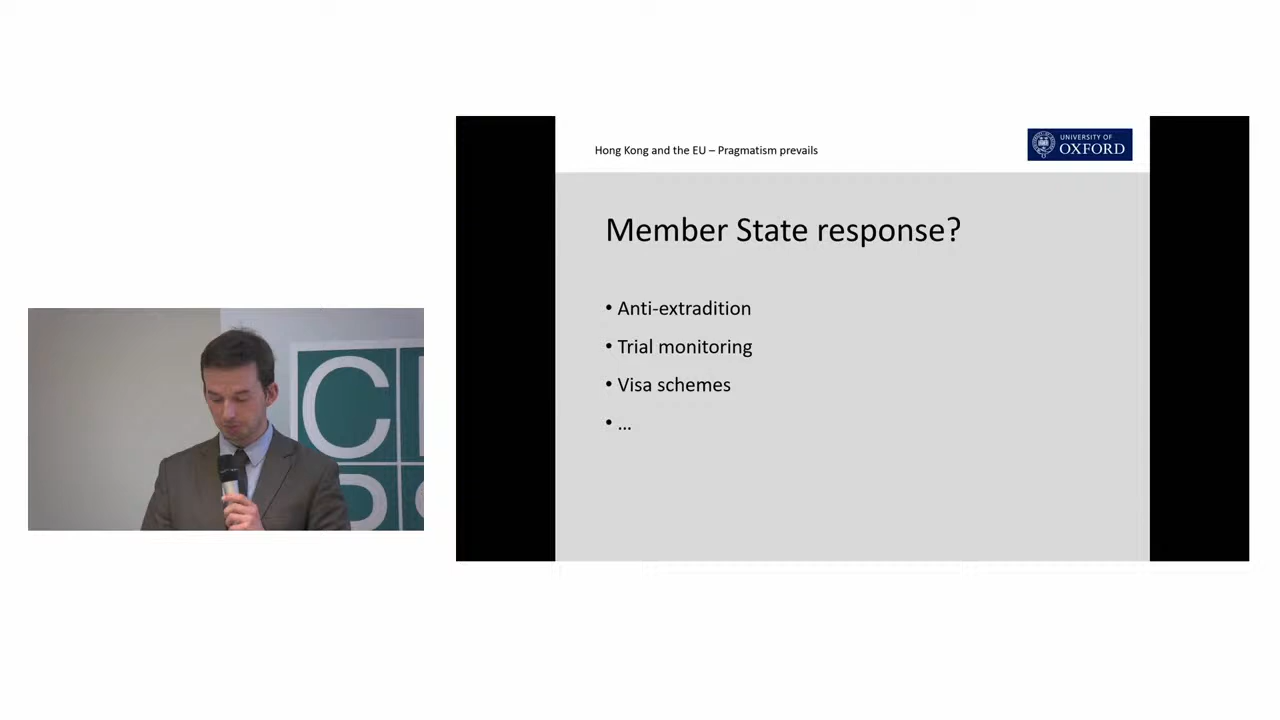 Hong Kong and the EU – Pragmatism prevails
UNIVERSITY OF
OXFORD
Member State response?
• Anti-extradition
• Trial monitoring
• Visa schemes
• ...
C